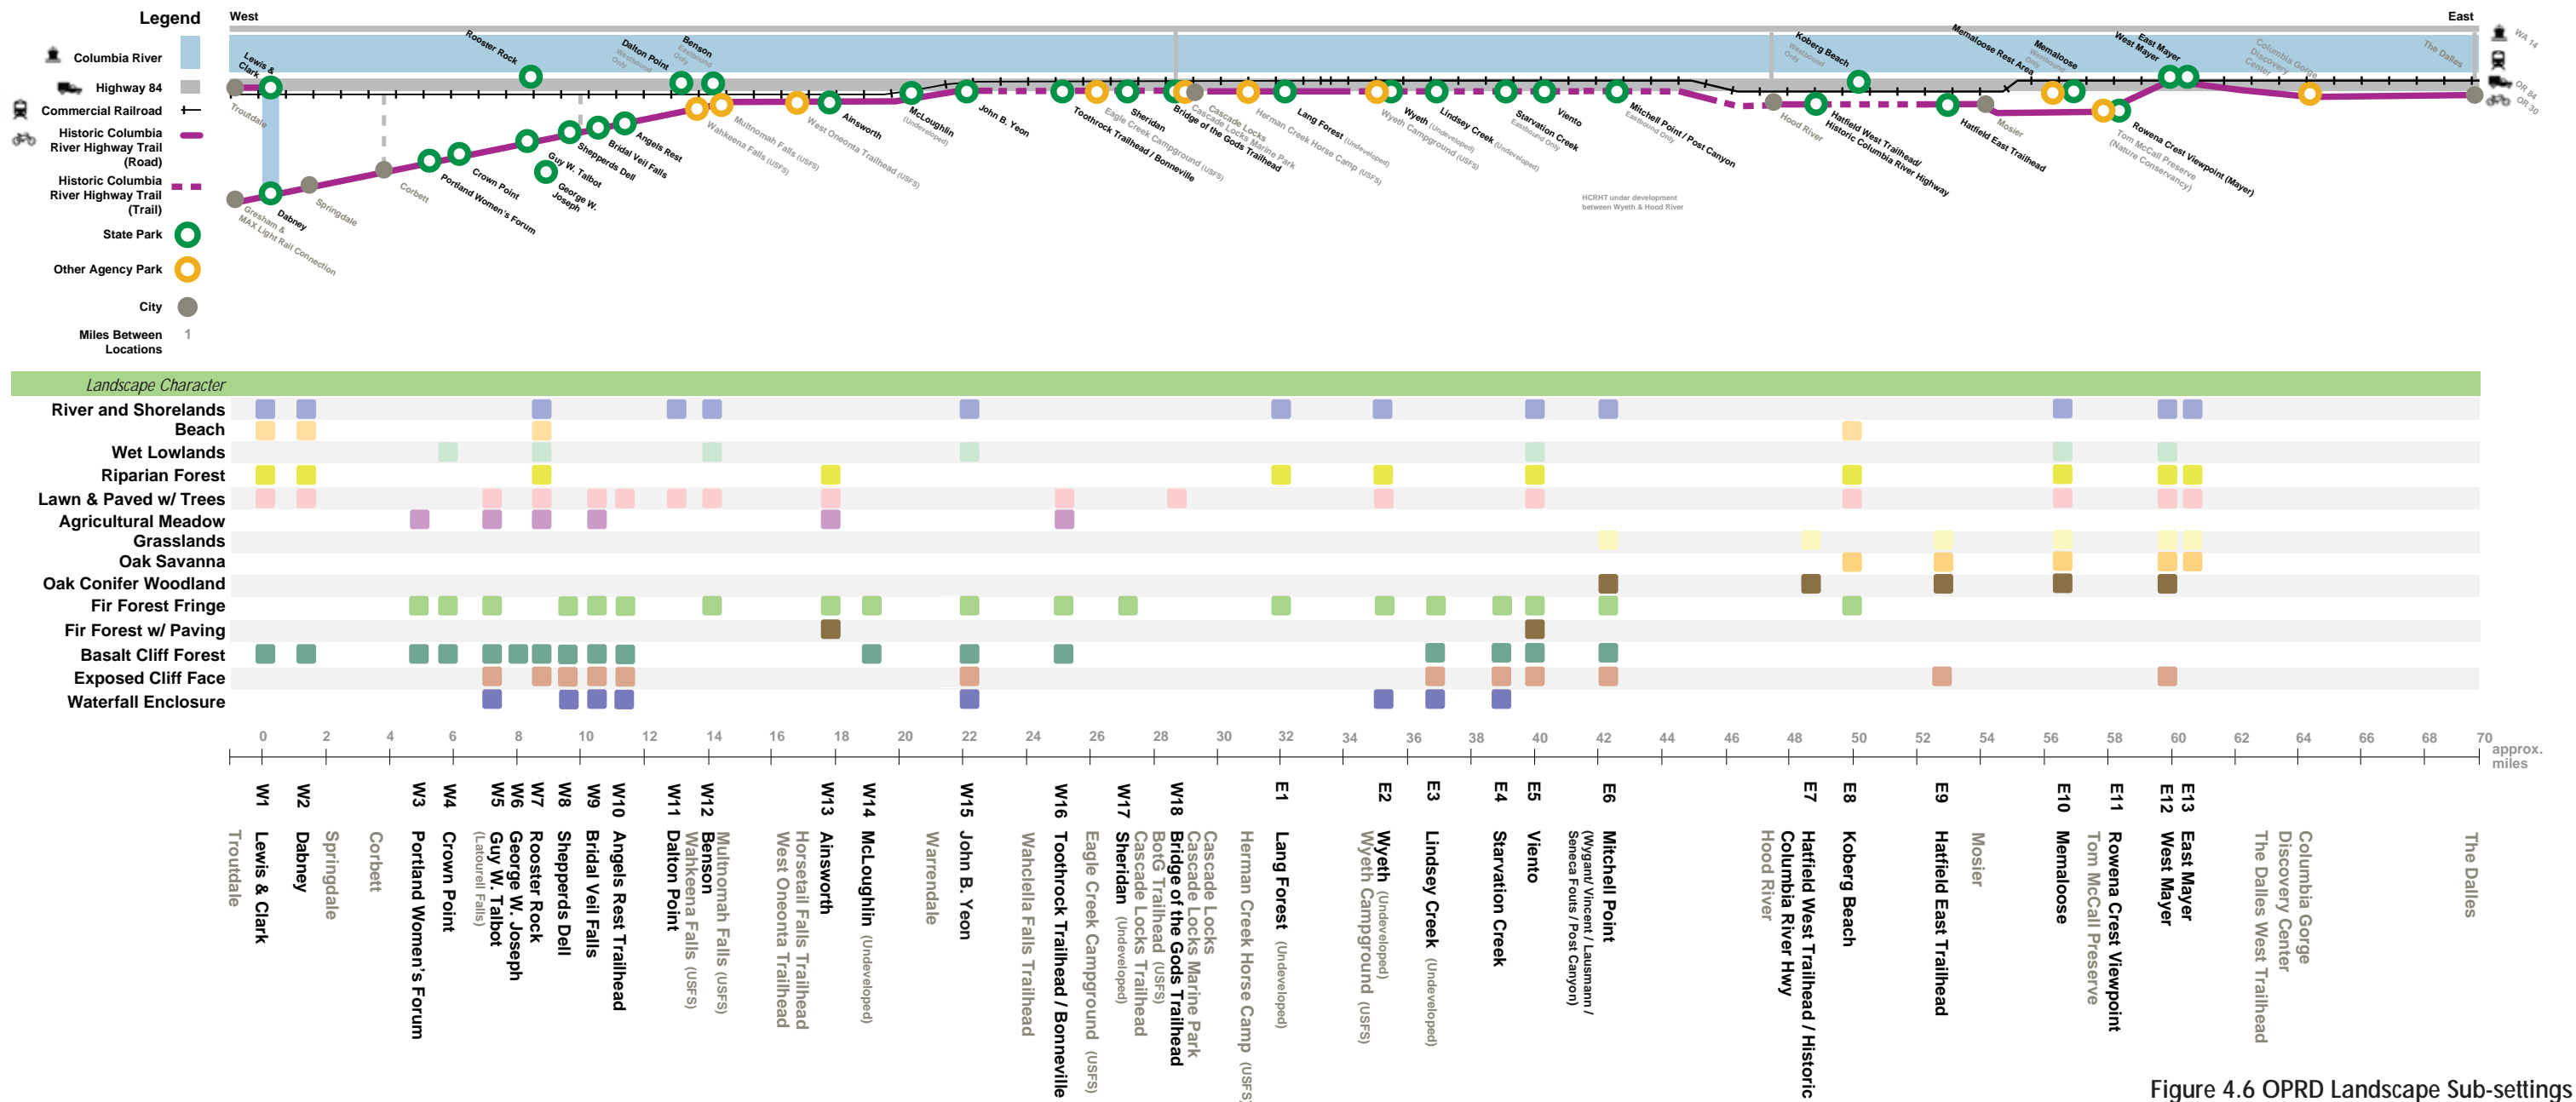 Legend
Columbia River
Highway 84
Commercial Railroad
Historic Columbia
River Highway Trail
(Road)
Historic Columbia
River Highway Trail
(Trail)
State Park
Other Agency Park
City
Miles Between
Locations
1
West
East
Lewis &
Clark
Troutdale
Gresham &
MAX Light Rail Connection
Dabney
Springdale
Corbett
Portland Women's Forum
Crown Point
Rooster Rock
Guy W. Talbot
George W.
Joseph
Shepperds Dell
Bridal Veil Falls
Angels Rest
Dalton Point
Westbound
Only
Benson
Eastbound
Only
Wahkeena Falls (USFS)
Multnomah Falls (USFS)
West Oneonta Trailhead (USFS)
Ainsworth
McLoughlin
(Undeveloped)
John B. Yeon
Toothrock Trailhead / Bonneville
Eagle Creek Campground (USFS)
Sheridan
Bridge of the Gods Trailhead
Cascade Locks Marine Park
Cascade Locks
Herman Creek Horse Camp (USFS)
Lang Forest (Undeveloped)
Wyeth Campground (USFS)
Wyeth (Undeveloped)
Lindsey Creek (Undeveloped)
Starvation Creek
Eastbound Only
Viento
Mitchell Point / Post Canyon
Eastbound Only
HCRHT under development
between Wyeth & Hood River
Hood River
Koberg Beach
Westbound
Only
Hatfield West Trailhead/
Historic Columbia River Highway
Hatfield East Trailhead
Mosier
Memaloose Rest Area
Memaloose
Westbound
Only
Tom McCall Preserve
(Nature Conservancy)
Rowena Crest Viewpoint (Mayer)
West Mayer
East Mayer
Columbia Gorge
Discovery
Center
The Dalles
WA 14
OR 84
OR 30
Landscape Character
River and Shorelands
Beach
Wet Lowlands
Riparian Forest
Lawn & Paved w/ Trees
Agricultural Meadow
Grasslands
Oak Savanna
Oak Conifer Woodland
Fir Forest Fringe
Fir Forest w/ Paving
Basalt Cliff Forest
Exposed Cliff Face
Waterfall Enclosure
0 2 4 6 8 10 12 14 16 18 20 22 24 26 28 30 32 34 36 38 40 42 44 46 48 50 52 54 56 58 60 62 64 66 68 70
approx.
miles
Troutdale
W1 Lewis & Clark
W2 Dabney
Springdale
Corbett
W3 Portland Women's Forum
W4 Crown Point
W5 Guy W. Talbot
(Latourell Falls)
W6 George W. Joseph
W7 Rooster Rock
W8 Shepperds Dell
W9 Bridal Veil Falls
W10 Angels Rest Trailhead
W11 Dalton Point
Wahkeena Falls (USFS)
W12 Benson
Multnomah Falls (USFS)
West Oneonta Trailhead
Horsetail Falls Trailhead
W13 Ainsworth
W14 McLoughlin (Undeveloped)
Warrendale
W15 John B. Yeon
Wahclella Falls Trailhead
W16 Toothrock Trailhead / Bonneville
Eagle Creek Campground (USFS)
W17 Sheridan (Undeveloped)
Cascade Locks Trailhead
BotG Trailhead (USFS)
W18 Bridge of the Gods Trailhead
Cascade Locks Marine Park
Cascade Locks
Herman Creek Horse Camp (USFS)
E1 Lang Forest (Undeveloped)
Wyeth Campground (USFS)
E2 Wyeth (Undeveloped)
E3 Lindsey Creek (Undeveloped)
E4 Starvation Creek
E5 Viento
E6 Mitchell Point
(Wygant/ Vincent / Lausmann /
Seneca Fouts / Post Canyon)
Hood River
E7 Hatfield West Trailhead / Historic
Columbia River Hwy
E8 Koberg Beach
E9 Hatfield East Trailhead
Mosier
E10 Memaloose
Tom McCall Preserve
E11 Rowena Crest Viewpoint
E12 West Mayer
E13 East Mayer
The Dalles West Trailhead
Columbia Gorge
Discovery Center
The Dalles
Figure 4.6 OPRD Landscape Sub-settings